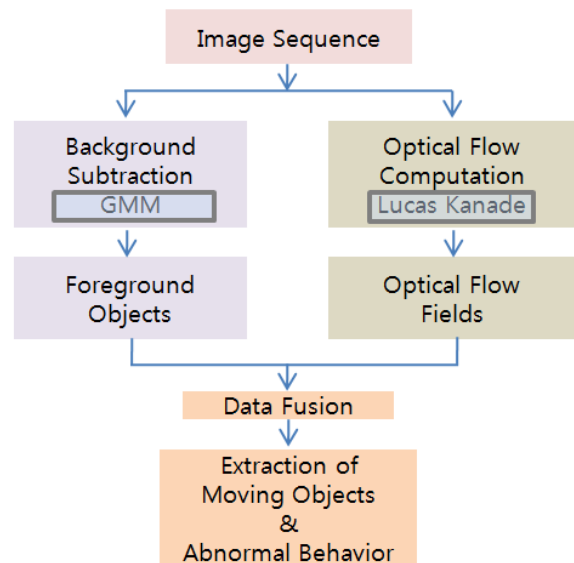 Image Sequence
Background
Subtraction
GMM
Optical Flow
Computation
Lucas Kanade
Foreground
Objects
Optical Flow
Fields
Data Fusion
Extraction of
Moving Objects
&
Abnormal Behavior